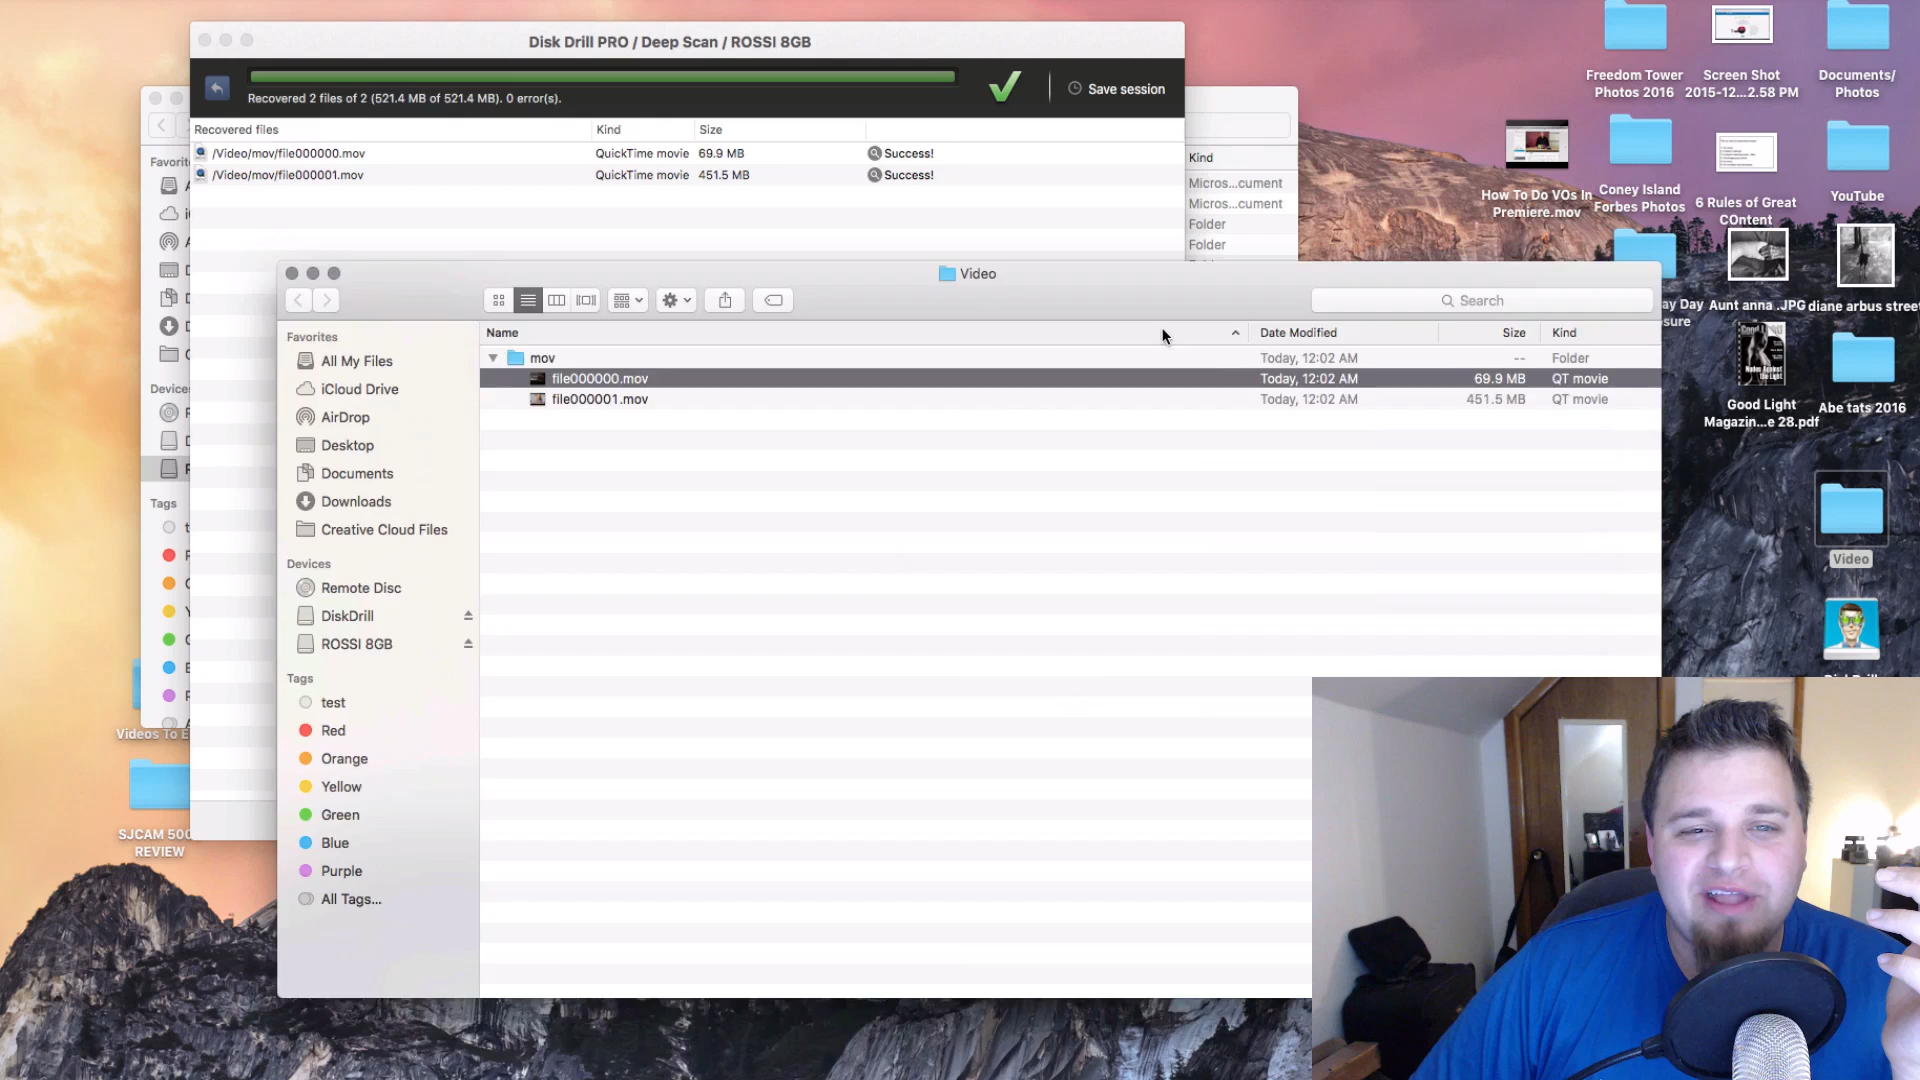 Disk Drill PRO / Deep Scan / ROSSI 8GB
Recovered 2 files of 2 (521.4 MB of 521.4 MB). 0 error(s).
Save session
Recovered files Kind Size
/Video/mov/file000000.mov QuickTime movie 69.9 MB Success!
/Video/mov/file000001.mov QuickTime movie 451.5 MB Success!
Favorit
Device
Tags
Kind
Micros...cument
Micros...cument
Folder
Folder
Video
Search
Favorites
All My Files
iCloud Drive
AirDrop
Desktop
Documents
Downloads
Creative Cloud Files
Devices
Remote Disc
DiskDrill
ROSSI 8GB
Tags
test
Red
Orange
Yellow
Green
Blue
Purple
All Tags...
Name Date Modified Size Kind
mov Today, 12:02 AM -- Folder
file000000.mov Today, 12:02 AM 69.9 MB QT movie
file000001.mov Today, 12:02 AM 451.5 MB QT movie
Videos To E
SJCAM 500
REVIEW
Freedom Tower
Photos 2016
Screen Shot
2015-12...2.58 PM
Documents/
Photos
How To Do VOs In
Premiere.mov
Coney Island
Forbes Photos
6 Rules of Great
COntent
YouTube
ay Day
sure
Aunt anna .JPG
diane arbus street
Good Light
Magazin...e 28.pdf
Abe tats 2016
Video